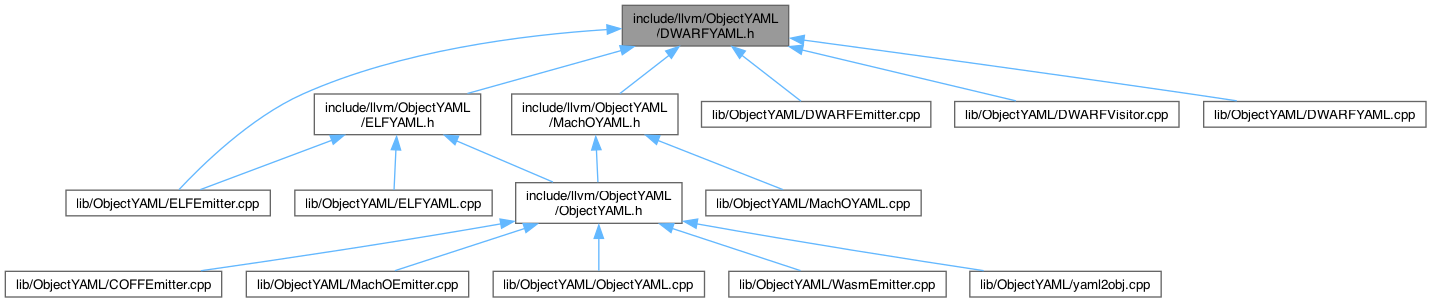 include/llvm/ObjectYAML
/DWARFYAML.h
include/llvm/ObjectYAML
/ELFYAML.h
include/llvm/ObjectYAML
/MachOYAML.h
lib/ObjectYAML/DWARFEmitter.cpp
lib/ObjectYAML/DWARFVisitor.cpp
lib/ObjectYAML/DWARFYAML.cpp
lib/ObjectYAML/ELFEmitter.cpp
lib/ObjectYAML/ELFYAML.cpp
include/llvm/ObjectYAML
/ObjectYAML.h
lib/ObjectYAML/MachOYAML.cpp
lib/ObjectYAML/COFFEmitter.cpp
lib/ObjectYAML/MachOEmitter.cpp
lib/ObjectYAML/ObjectYAML.cpp
lib/ObjectYAML/WasmEmitter.cpp
lib/ObjectYAML/yaml2obj.cpp